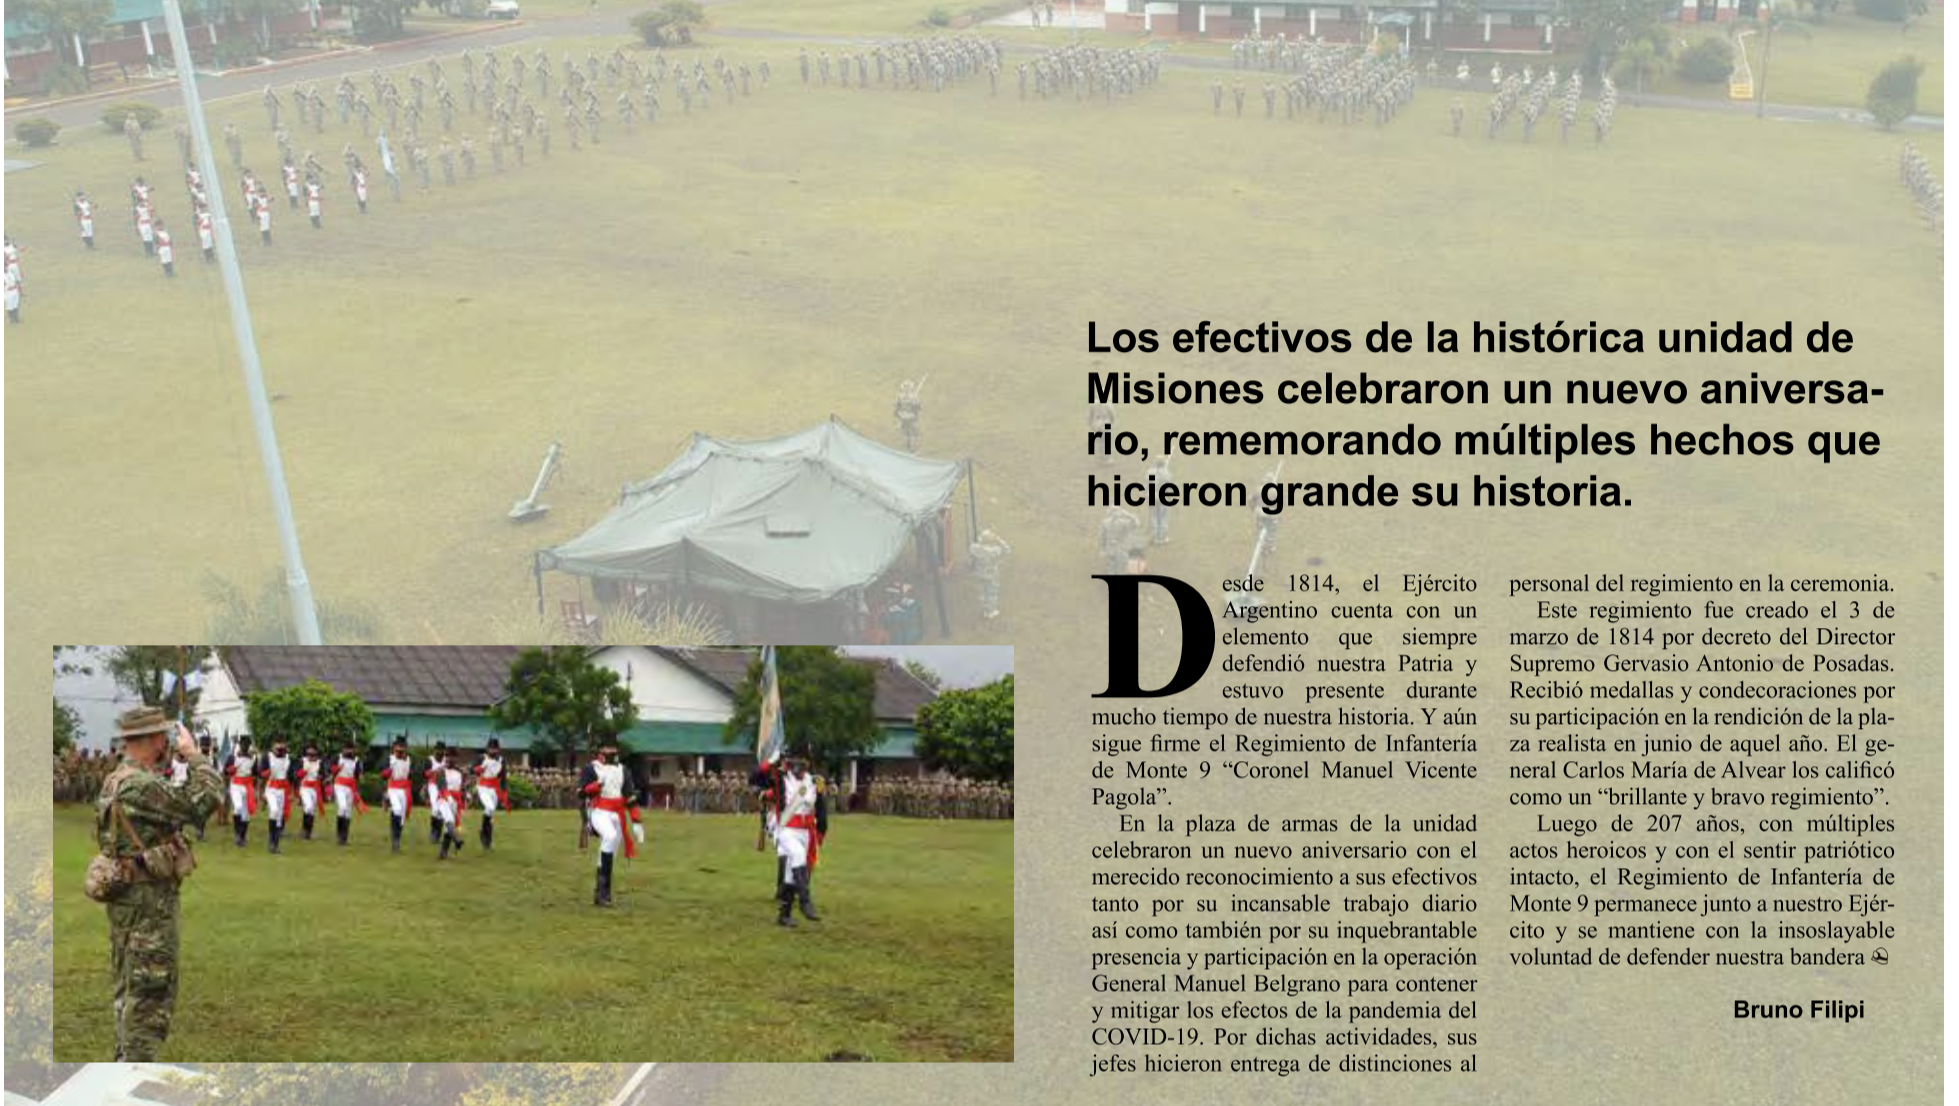 Los efectivos de la histórica unidad de
Misiones celebraron un nuevo aniversa-
rio, rememorando múltiples hechos que
hicieron grande su historia.
Desde 1814, el Ejército
Argentino cuenta con un
elemento que siempre
defendió nuestra Patria y
estuvo presente durante
mucho tiempo de nuestra historia. Y aún
sigue firme el Regimiento de Infantería
de Monte 9 “Coronel Manuel Vicente
Pagola”.
En la plaza de armas de la unidad
celebraron un nuevo aniversario con el
merecido reconocimiento a sus efectivos
tanto por su incansable trabajo diario
así como también por su inquebrantable
presencia y participación en la operación
General Manuel Belgrano para contener
y mitigar los efectos de la pandemia del
COVID-19. Por dichas actividades, sus
jefes hicieron entrega de distinciones al
personal del regimiento en la ceremonia.
Este regimiento fue creado el 3 de
marzo de 1814 por decreto del Director
Supremo Gervasio Antonio de Posadas.
Recibió medallas y condecoraciones por
su participación en la rendición de la pla-
za realista en junio de aquel año. El ge-
neral Carlos María de Alvear los calificó
como un “brillante y bravo regimiento”.
Luego de 207 años, con múltiples
actos heroicos y con el sentir patriótico
intacto, el Regimiento de Infantería de
Monte 9 permanece junto a nuestro Ejér-
cito y se mantiene con la insoslayable
voluntad de defender nuestra bandera
Bruno Filipi